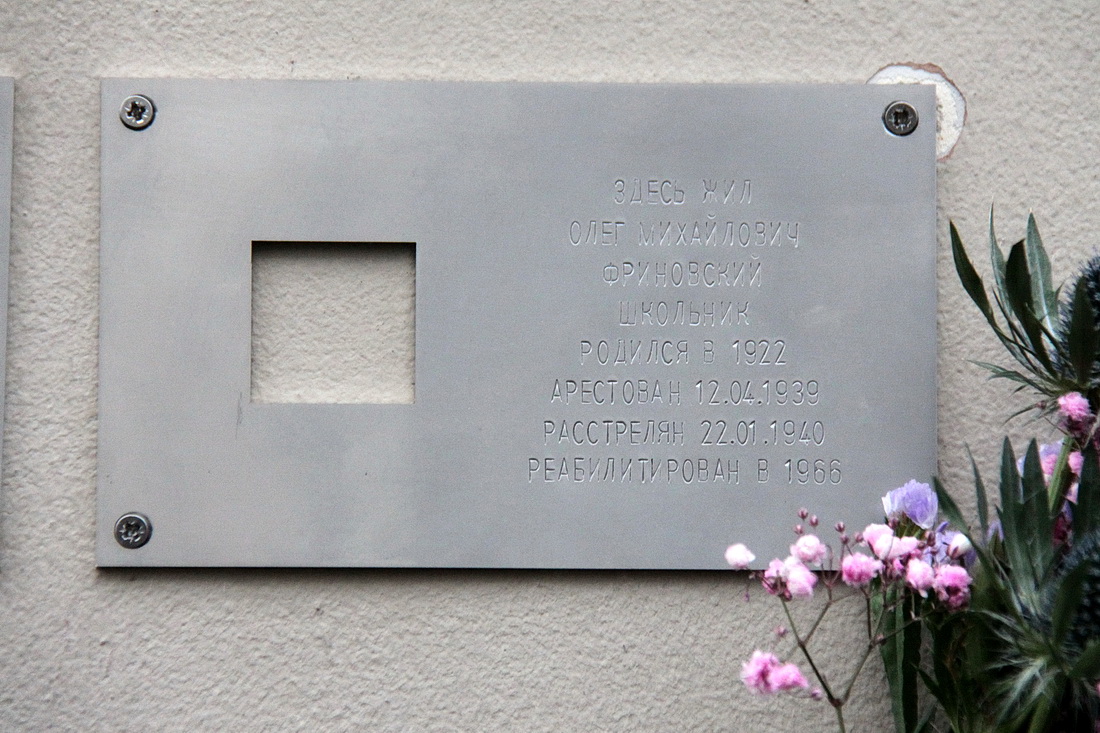 ЗДЕСЬ ЖИЛ
ОЛЕГ МИХАЙЛОВИЧ
ФРИНОВСКИЙ
ШКОЛЬНИК
РОДИЛСЯ В 1922
АРЕСТОВАН 12.04.1939
РАССТРЕЛЯН 22.01.1940
РЕАБИЛИТИРОВАН В 1966